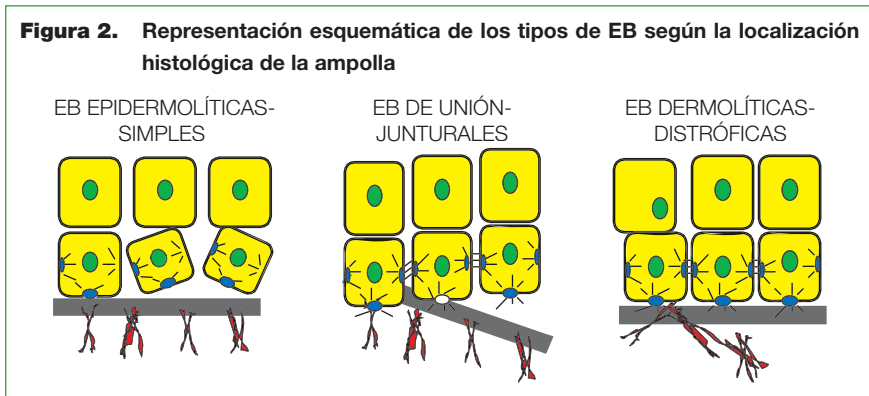 Figura 2. Representación esquemática de los tipos de EB según la localización
histológica de la ampolla
EB EPIDERMOLÍTICAS-
SIMPLES
EB DE UNIÓN-
JUNTURALES
EB DERMOLÍTICAS-
DISTRÓFICAS